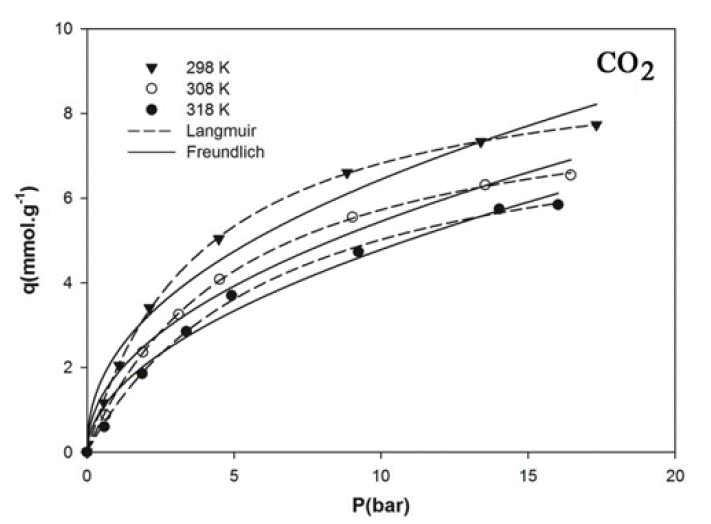 10
CO2
298 K
308 K
8
318 K
Langmuir
Freundlich
6
q(mmol.g-1)
4
2
0
0 5 10 15 20
P(bar)